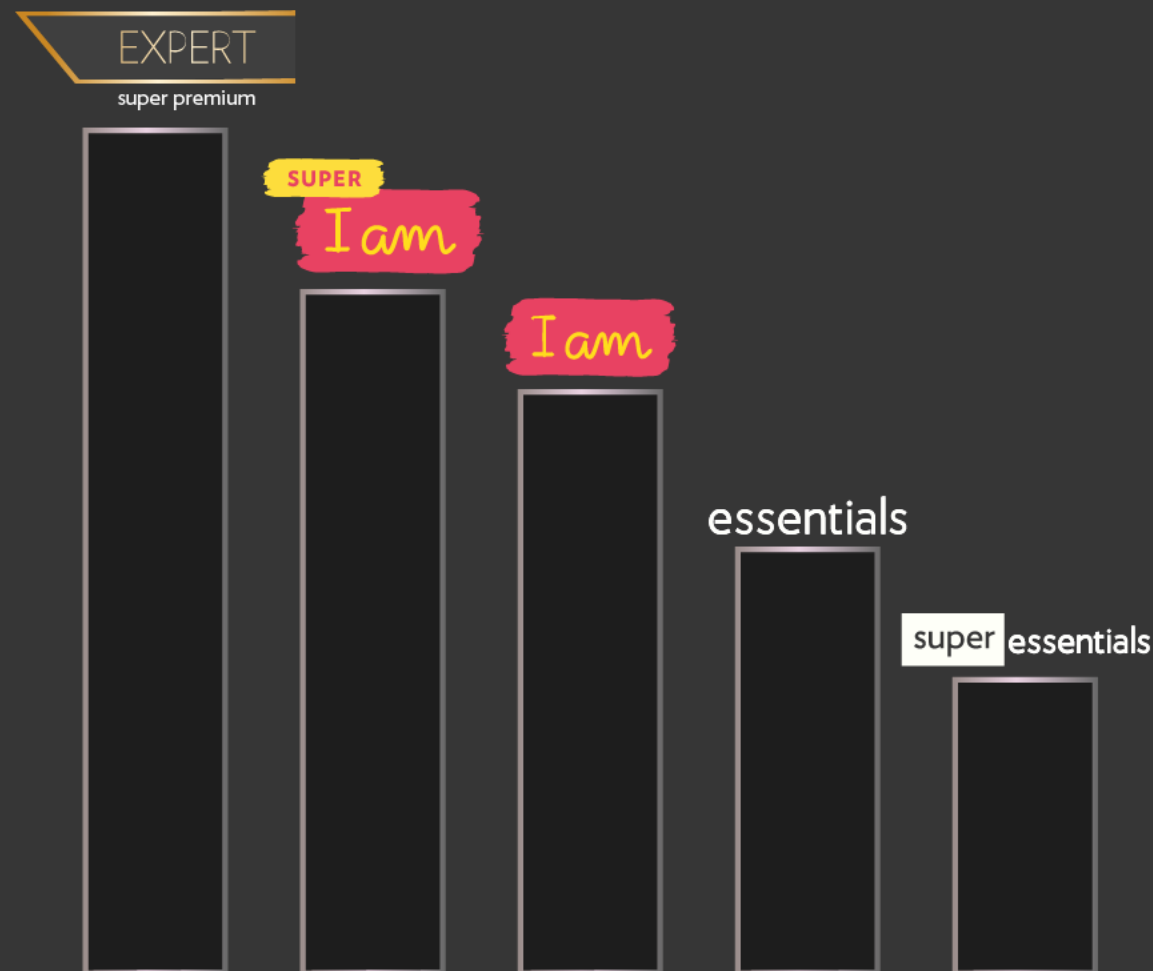 EXPERT
super premium
SUPER
I am
I am
essentials
super essentials